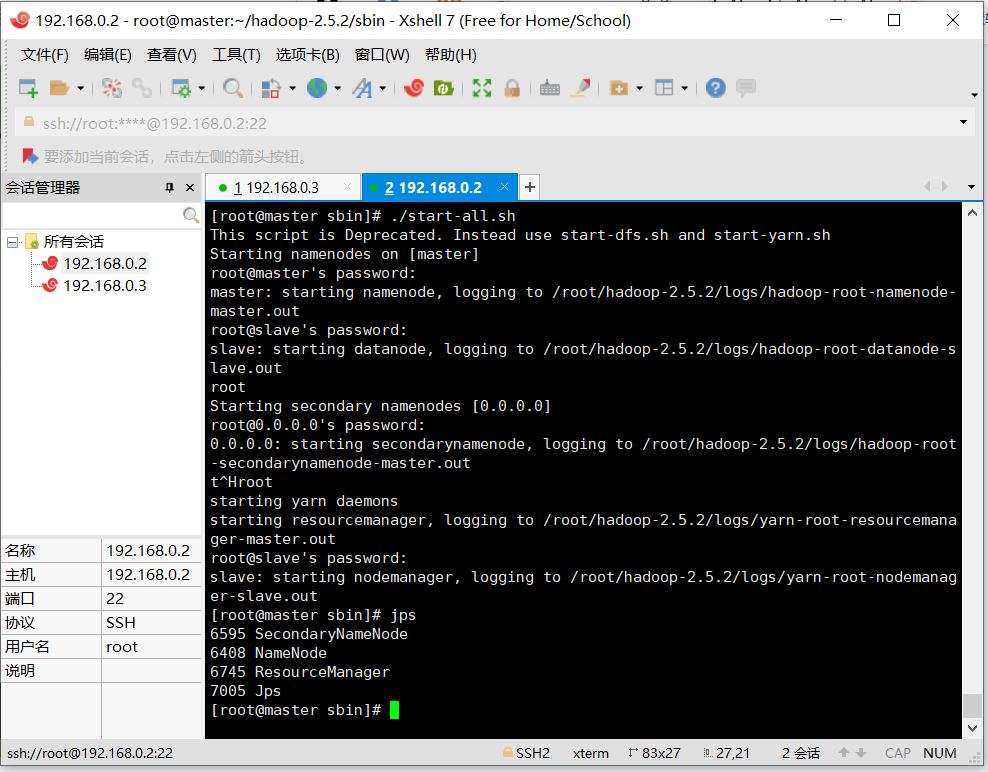 192.168.0.2 - root@master:~/hadoop-2.5.2/sbin - Xshell 7 (Free for Home/School)
文件(F) 编辑(E) 查看(V) 工具(T) 选项卡(B) 窗口(W) 帮助(H)
ssh://root:****@192.168.0.2:22
要添加当前会话，点击左侧的箭头按钮。
会话管理器
所有会话
192.168.0.2
192.168.0.3
名称 192.168.0.2
主机 192.168.0.2
端口 22
协议 SSH
用户名 root
说明
1 192.168.0.3 2 192.168.0.2
[root@master sbin]# ./start-all.sh
This script is Deprecated. Instead use start-dfs.sh and start-yarn.sh
Starting namenodes on [master]
root@master's password:
master: starting namenode, logging to /root/hadoop-2.5.2/logs/hadoop-root-namenode-
master.out
root@slave's password:
slave: starting datanode, logging to /root/hadoop-2.5.2/logs/hadoop-root-datanode-s
lave.out
root
Starting secondary namenodes [0.0.0.0]
root@0.0.0.0's password:
0.0.0.0: starting secondarynamenode, logging to /root/hadoop-2.5.2/logs/hadoop-root
-secondarynamenode-master.out
t^Hroot
starting yarn daemons
starting resourcemanager, logging to /root/hadoop-2.5.2/logs/yarn-root-resourcemana
ger-master.out
root@slave's password:
slave: starting nodemanager, logging to /root/hadoop-2.5.2/logs/yarn-root-nodemanag
er-slave.out
[root@master sbin]# jps
6595 SecondaryNameNode
6408 NameNode
6745 ResourceManager
7005 Jps
[root@master sbin]#
ssh://root@192.168.0.2:22 SSH2 xterm 83x27 27,21 2 会话 CAP NUM